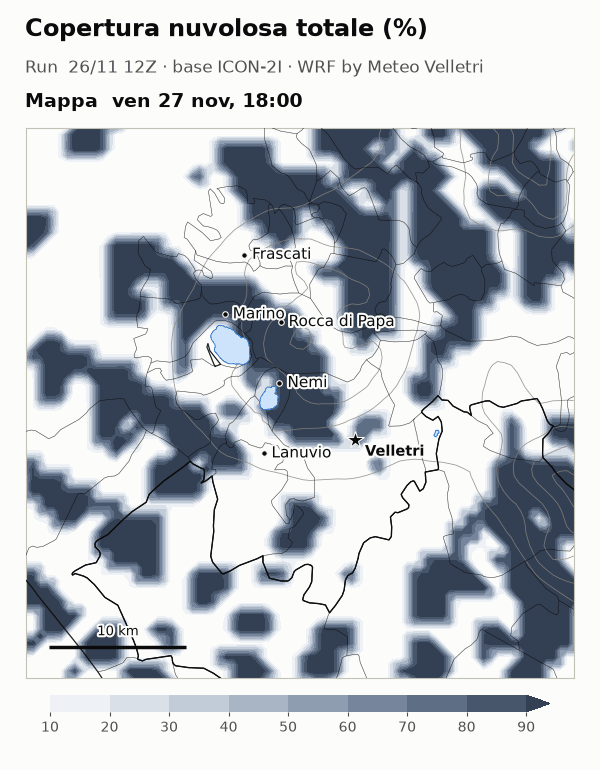 Copertura nuvolosa totale (%)
Run 26/11 12Z · base ICON-2I · WRF by Meteo Velletri
Mappa ven 27 nov, 18:00
Frascati
Marino
Rocca di Papa
Nemi
Velletri
Lanuvio
10 km
10 20 30 40 50 60 70 80 90